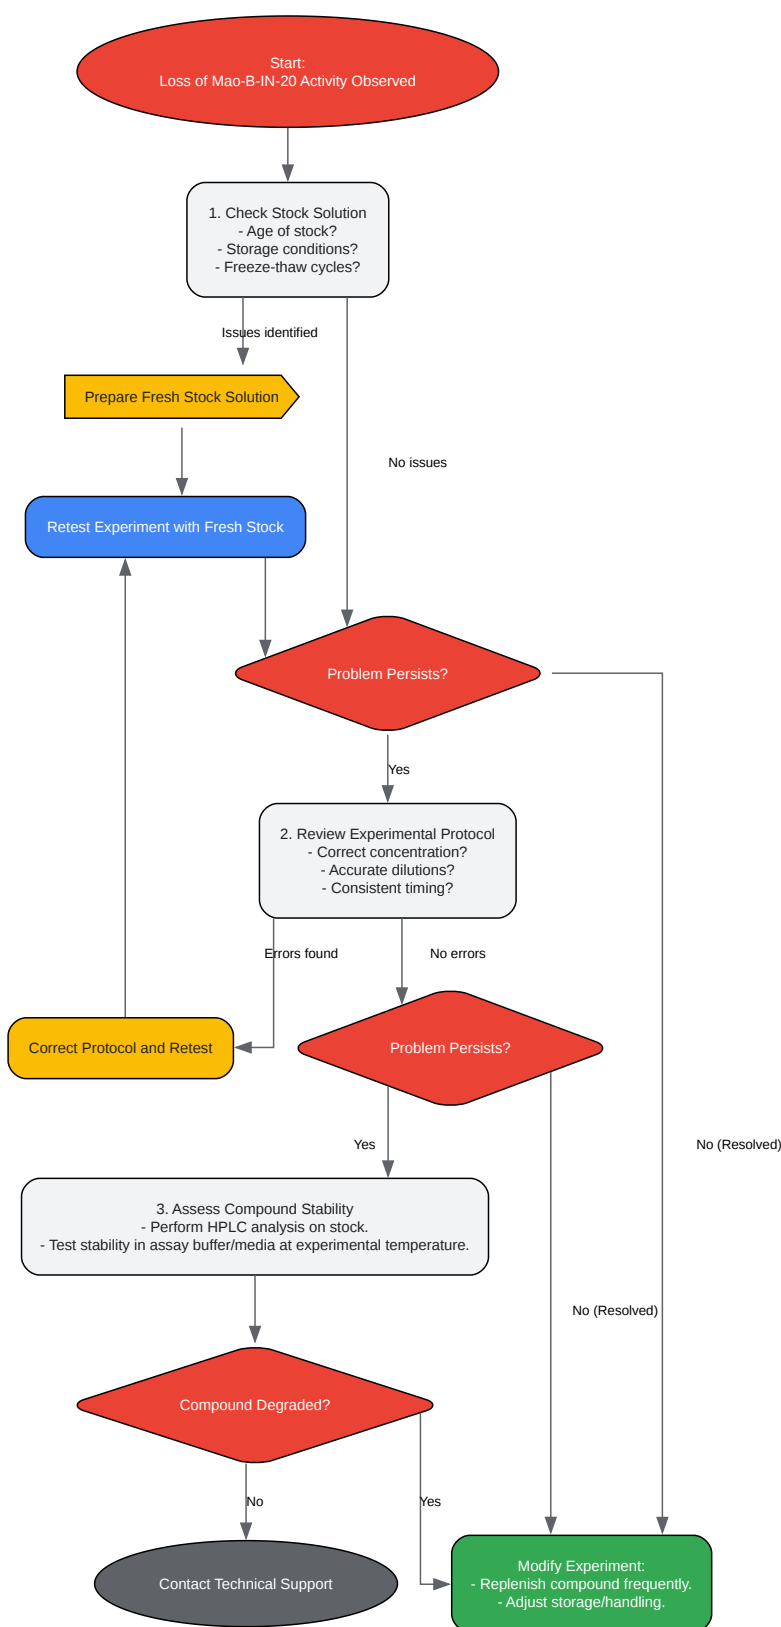 Start:
Loss of Mao-B-IN-20 Activity Observed
1. Check Stock Solution
- Age of stock?
- Storage conditions?
- Freeze-thaw cycles?
Issues identified
Prepare Fresh Stock Solution
No issues
Retest Experiment with Fresh Stock
Problem Persists?
Yes
2. Review Experimental Protocol
- Correct concentration?
- Accurate dilutions?
- Consistent timing?
Errors found
No errors
Correct Protocol and Retest
Problem Persists?
Yes
No (Resolved)
3. Assess Compound Stability
- Perform HPLC analysis on stock.
- Test stability in assay buffer/media at experimental temperature.
No (Resolved)
Compound Degraded?
No
Yes
Contact Technical Support
Modify Experiment:
- Replenish compound frequently.
- Adjust storage/handling.